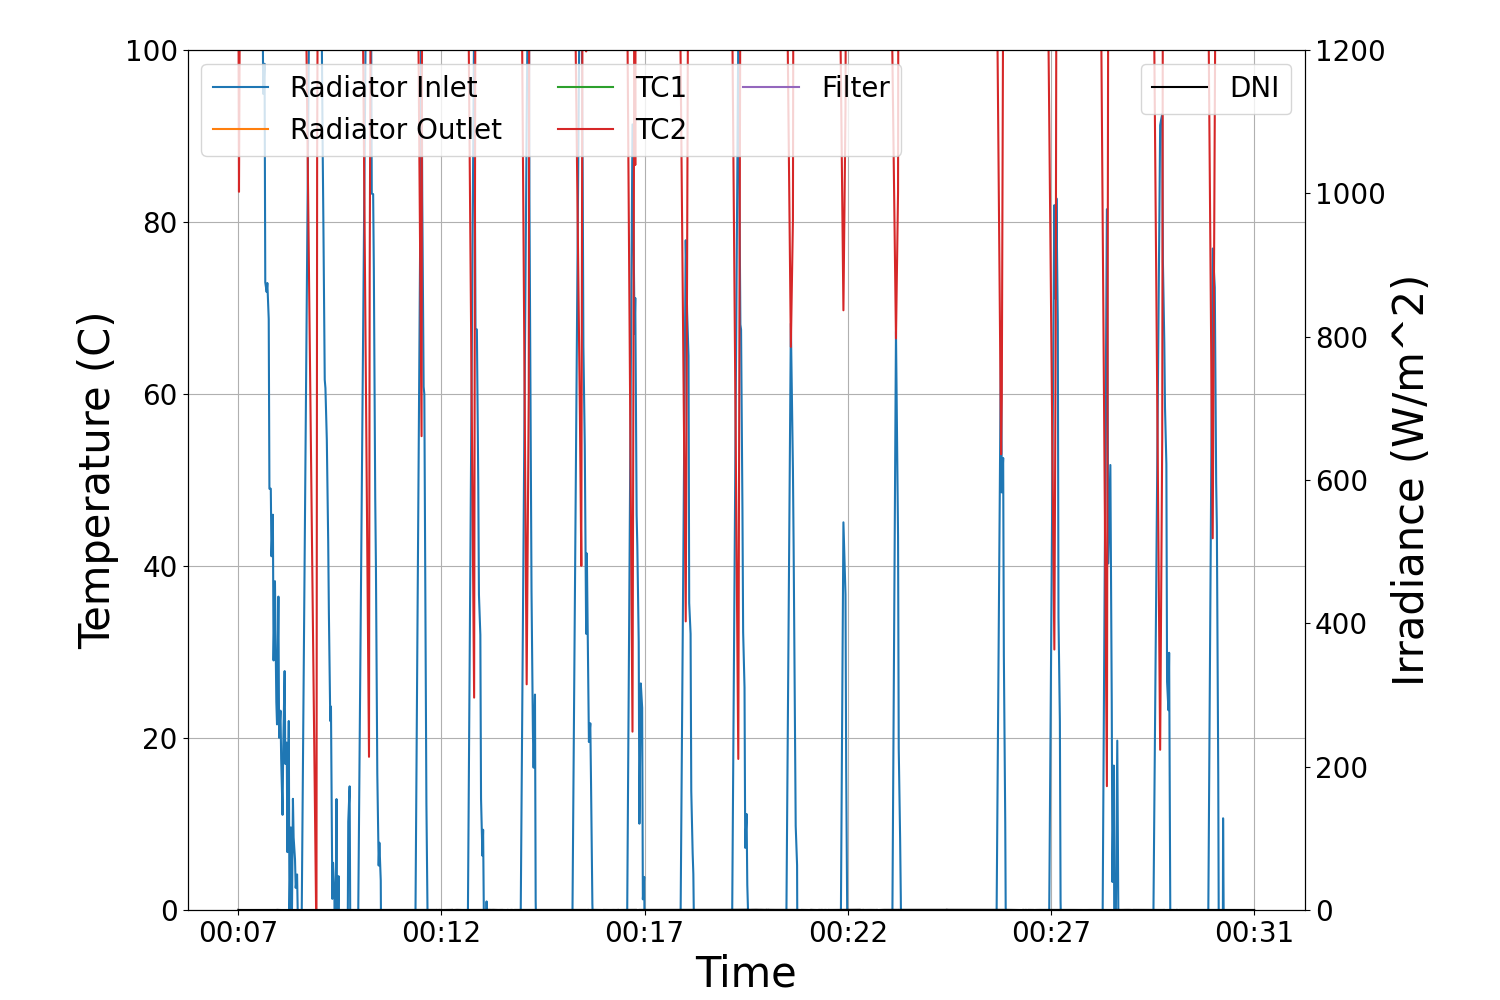 100
80
60
40
20
0
Temperature (C)
Radiator Inlet
Radiator Outlet
TC1
TC2
Filter
DNI
1200
1000
800
600
400
200
0
Irradiance (W/m^2)
00:07
00:12
00:17
00:22
00:27
00:31
Time